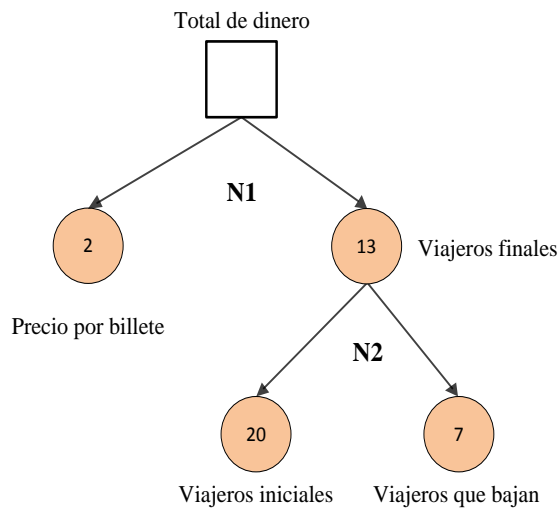 Total de dinero
N1
2
13
Viajeros finales
Precio por billete
N2
20
7
Viajeros iniciales
Viajeros que bajan